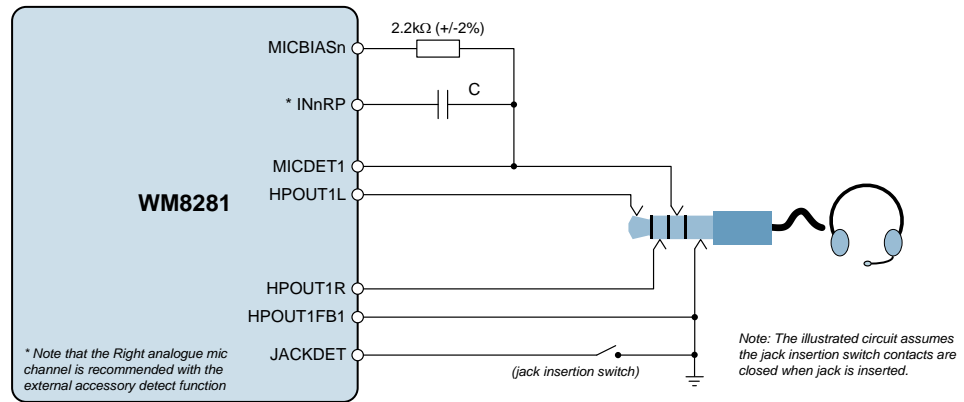 2.2kΩ (+/-2%)
MICBIASn
* INnRP
C
MICDET1
HPOUT1L
WM8281
HPOUT1R
HPOUT1FB1
JACKDET
(jack insertion switch)
* Note that the Right analogue mic
channel is recommended with the
external accessory detect function
Note: The illustrated circuit assumes
the jack insertion switch contacts are
closed when jack is inserted.